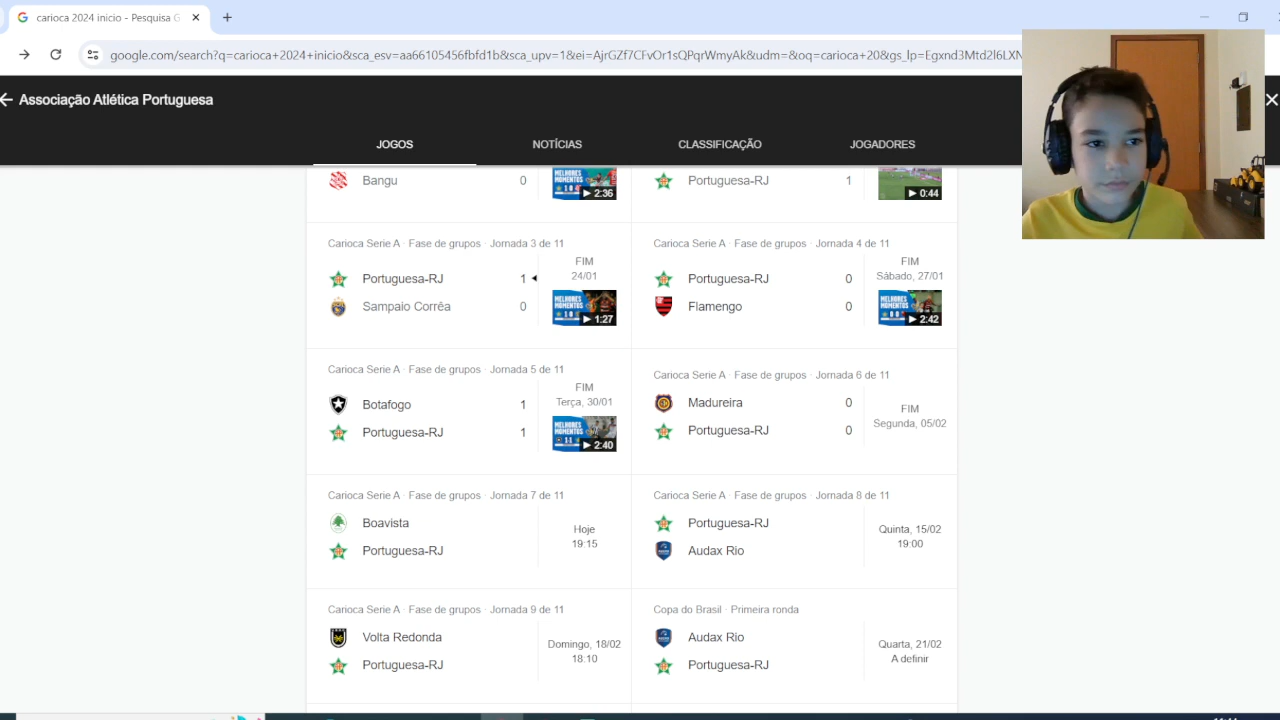 carioca 2024 inicio - Pesquisa G
google.com/search?q=carioca+2024+inicio&sca_esv=aae6105456fbfd1b&sca_upv=1&ei=AjrGZf7CFvOr1sQPqrWmyAk&udm=&oq=carioca+20&gs_lp=Egxnd3Mtd2l6LXN
Associação Atlética Portuguesa
JOGOS NOTÍCIAS CLASSIFICAÇÃO JOGADORES
Bangu 0
MELHORES MOMENTOS
2:36
Portuguesa-RJ 1
0:44
Carioca Serie A · Fase de grupos · Jornada 3 de 11
Portuguesa-RJ 1
Sampaio Corrêa 0
FIM
24/01
MELHORES MOMENTOS
1:27
Carioca Serie A · Fase de grupos · Jornada 4 de 11
Portuguesa-RJ 0
Flamengo 0
FIM
Sábado, 27/01
MELHORES MOMENTOS
2:42
Carioca Serie A · Fase de grupos · Jornada 5 de 11
Botafogo 1
Portuguesa-RJ 1
FIM
Terça, 30/01
MELHORES MOMENTOS
2:40
Carioca Serie A · Fase de grupos · Jornada 6 de 11
Madureira 0
Portuguesa-RJ 0
FIM
Segunda, 05/02
Carioca Serie A · Fase de grupos · Jornada 7 de 11
Boavista
Portuguesa-RJ
Hoje
19:15
Carioca Serie A · Fase de grupos · Jornada 8 de 11
Portuguesa-RJ
Audax Rio
Quinta, 15/02
19:00
Carioca Serie A · Fase de grupos · Jornada 9 de 11
Volta Redonda
Portuguesa-RJ
Domingo, 18/02
18:10
Copa do Brasil · Primeira ronda
Audax Rio
Portuguesa-RJ
Quarta, 21/02
A definir